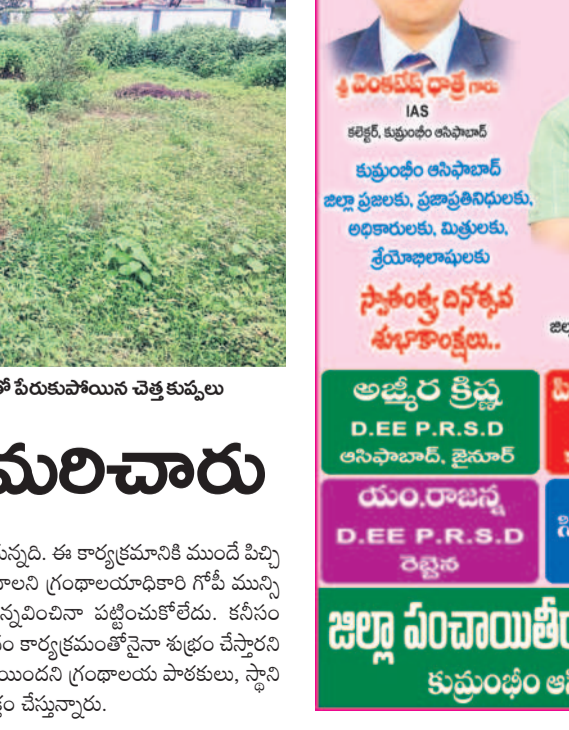 తో పేరుకుపోయిన చెత్త కుప్పలు
మరిచారు
న్నది. ఈ కార్యక్రమానికి ముందే పిచ్చి
చాలని గ్రంథాలయాధికారి గోపీ మున్సి
న్నవించినా పట్టించుకోలేదు. కనీసం
కార్యక్రమంతోనైనా శుభ్రం చేస్తారని
యిందని గ్రంథాలయ పాఠకులు, స్థాని
చేస్తున్నారు.
శ్రీ వెంకటేష్ ధాత్రే గారు
IAS
కలెక్టర్, కుమ్రంభీం ఆసిఫాబాద్
కుమ్రంభీం ఆసిఫాబాద్
జిల్లా ప్రజలకు, ప్రజాప్రతినిధులకు,
అధికారులకు, మిత్రులకు,
శ్రేయోభిలాషులకు
స్వాతంత్ర్య దినోత్సవ
శుభాకాంక్షలు..
జిల్
అజ్మీర క్రిష్ణ
D.EE P.R.S.D
ఆసిఫాబాద్, జైనూర్
యం.రాజన్న
D.EE P.R.S.D
రెబ్బెన
జిల్లా పంచాయితీ
కుమ్రంభీం ఆసి